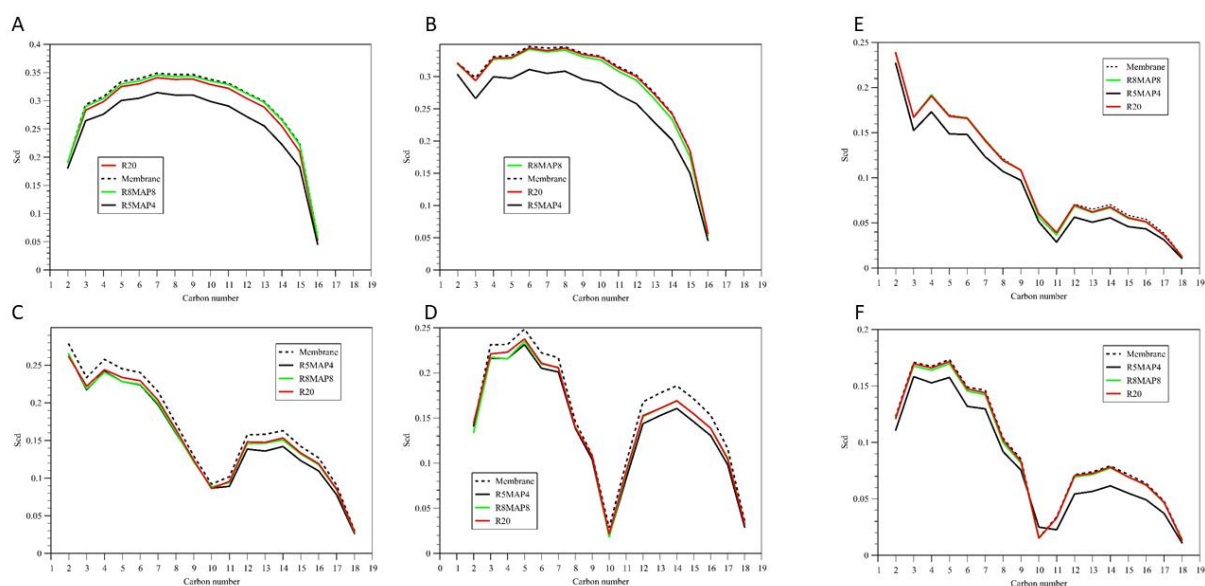 A
0.4
0.35
0.3
0.25
0.2
0.15
0.1
0.05
0
Scd
R20
Membrane
R8MAP8
R5MAP4
1 2 3 4 5 6 7 8 9 10 11 12 13 14 15 16 17 18 19
Carbon number
B
0.3
0.2
0.1
0
Scd
R8MAP8
Membrane
R20
R5MAP4
1 2 3 4 5 6 7 8 9 10 11 12 13 14 15 16 17 18 19
Carbon number
E
0.25
0.2
0.15
0.1
0.05
0
Scd
Membrane
R8MAP8
R5MAP4
R20
1 2 3 4 5 6 7 8 9 10 11 12 13 14 15 16 17 18 19
Carbon number
C
0.25
0.2
0.15
0.1
0.05
0
Scd
Membrane
R5MAP4
R8MAP8
R20
1 2 3 4 5 6 7 8 9 10 11 12 13 14 15 16 17 18 19
Carbon number
D
0.25
0.2
0.15
0.1
0.05
0
Scd
Membrane
R5MAP4
R8MAP8
R20
1 2 3 4 5 6 7 8 9 10 11 12 13 14 15 16 17 18 19
Carbon number
F
0.2
0.15
0.1
0.05
0
Scd
Membrane
R5MAP4
R8MAP8
R20
1 2 3 4 5 6 7 8 9 10 11 12 13 14 15 16 17 18 19
Carbon number